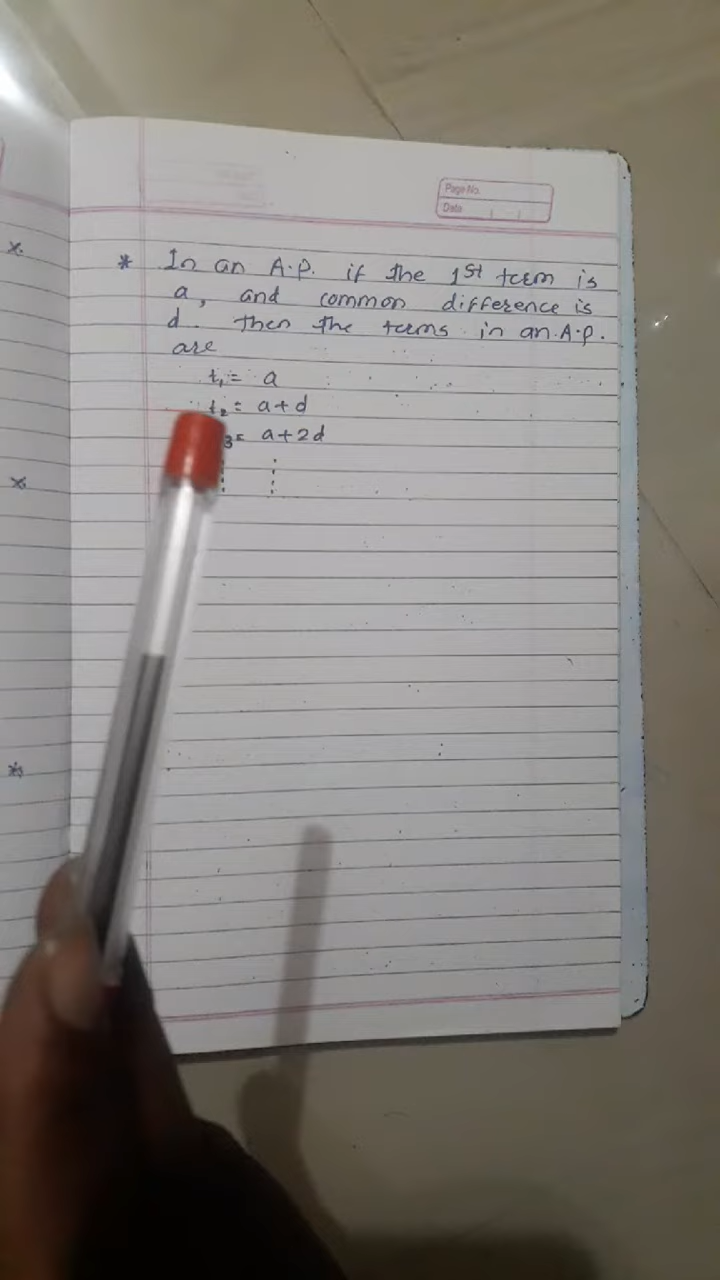 Page No.
Date
* In an A.P. if the 1st term is
a, and common difference is
d. then the terms in an A.P.
are
t₁ = a
t₂ = a+d
₃ = a+2d